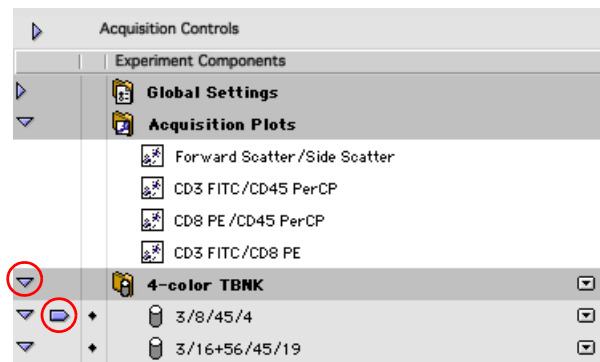 Acquisition Controls
Experiment Components
Global Settings
Acquisition Plots
Forward Scatter/Side Scatter
CD3 FITC/CD45 PerCP
CD8 PE/CD45 PerCP
CD3 FITC/CD8 PE
4-color TBNK
3/8/45/4
3/16+56/45/19